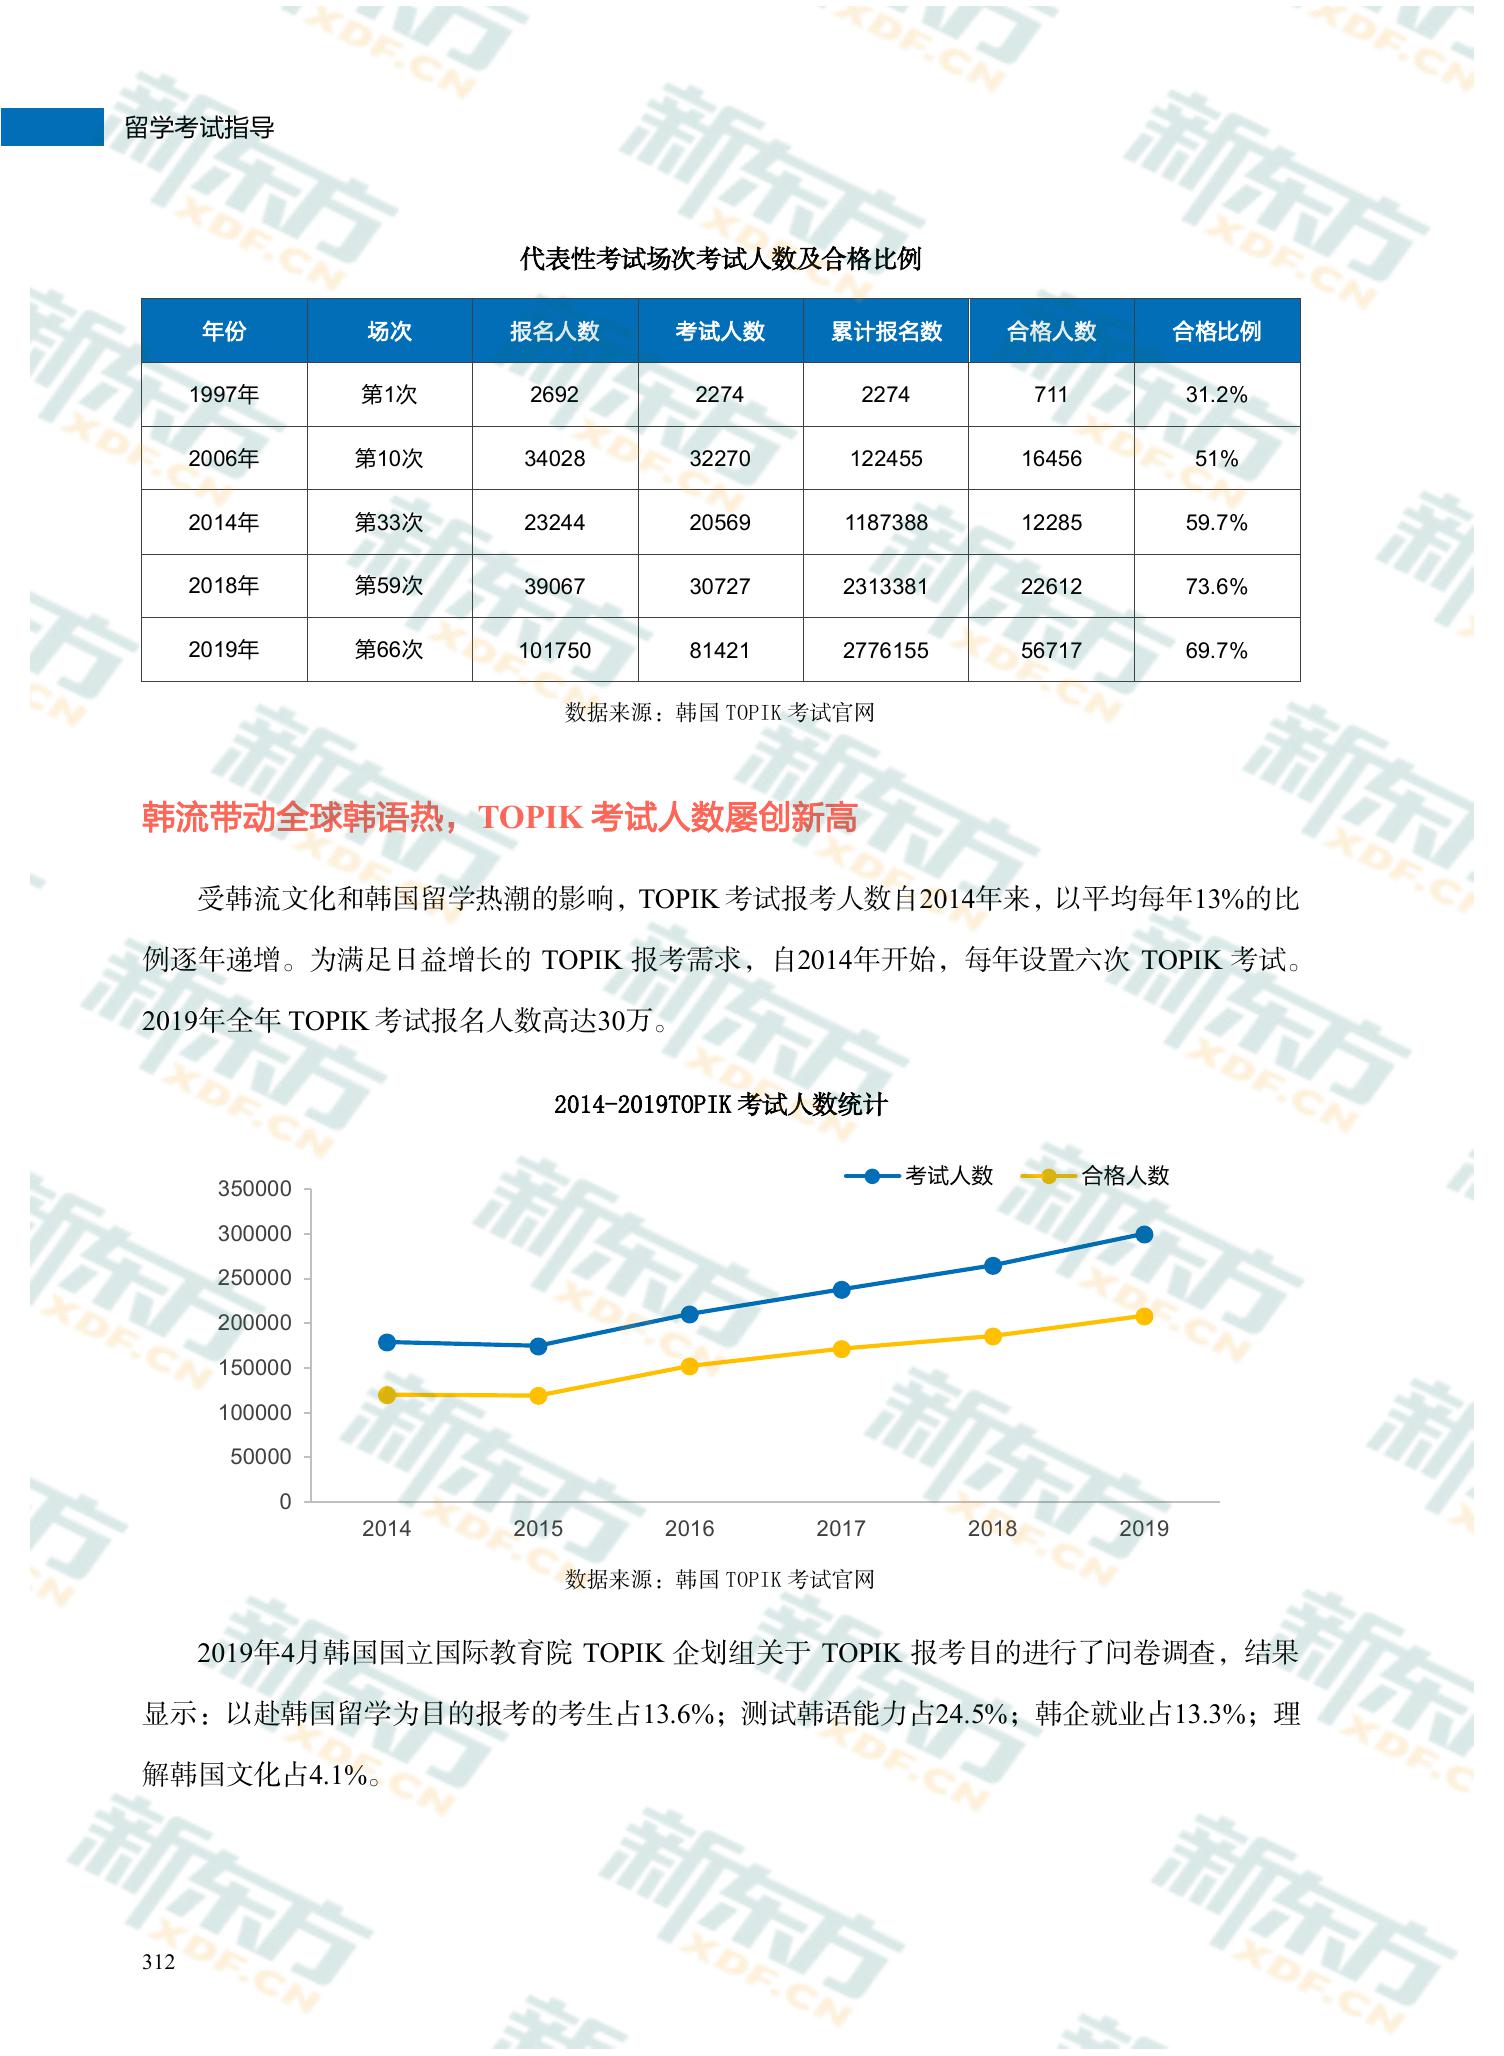 留学考试指导
代表性考试场次考试人数及合格比例
年份 场次 报名人数 考试人数 累计报名数 合格人数 合格比例
1997年 第1次 2692 2274 2274 711 31.2%
2006年 第10次 34028 32270 122455 16456 51%
2014年 第33次 23244 20569 1187388 12285 59.7%
2018年 第59次 39067 30727 2313381 22612 73.6%
2019年 第66次 101750 81421 2776155 56717 69.7%
数据来源：韩国 TOPIK 考试官网
韩流带动全球韩语热，TOPIK 考试人数屡创新高
受韩流文化和韩国留学热潮的影响，TOPIK 考试报考人数自2014年来，以平均每年13%的比
例逐年递增。为满足日益增长的 TOPIK 报考需求，自2014年开始，每年设置六次 TOPIK 考试。
2019年全年 TOPIK 考试报名人数高达30万。
2014-2019TOPIK 考试人数统计
考试人数 合格人数
350000
300000
250000
200000
150000
100000
50000
0
2014 2015 2016 2017 2018 2019
数据来源：韩国 TOPIK 考试官网
2019年4月韩国国立国际教育院 TOPIK 企划组关于 TOPIK 报考目的进行了问卷调查，结果
显示：以赴韩国留学为目的报考的考生占13.6%；测试韩语能力占24.5%；韩企就业占13.3%；理
解韩国文化占4.1%。
312
新东方
XDF.CN